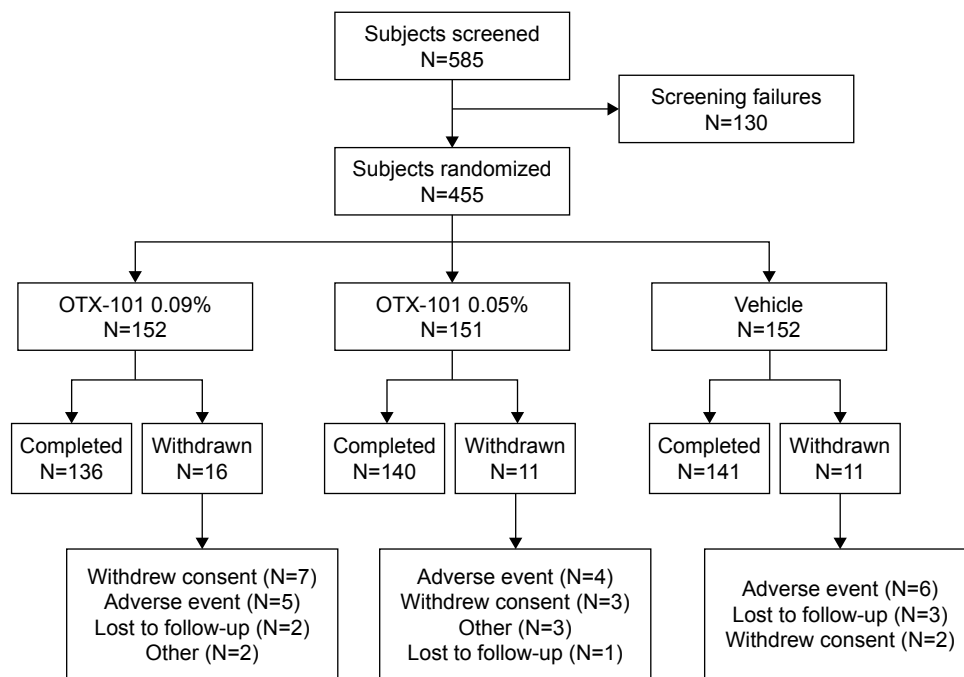 Subjects screened
N=585
Screening failures
N=130
Subjects randomized
N=455
OTX-101 0.09%
N=152
OTX-101 0.05%
N=151
Vehicle
N=152
Completed
N=136
Withdrawn
N=16
Completed
N=140
Withdrawn
N=11
Completed
N=141
Withdrawn
N=11
Withdrew consent (N=7)
Adverse event (N=5)
Lost to follow-up (N=2)
Other (N=2)
Adverse event (N=4)
Withdrew consent (N=3)
Other (N=3)
Lost to follow-up (N=1)
Adverse event (N=6)
Lost to follow-up (N=3)
Withdrew consent (N=2)